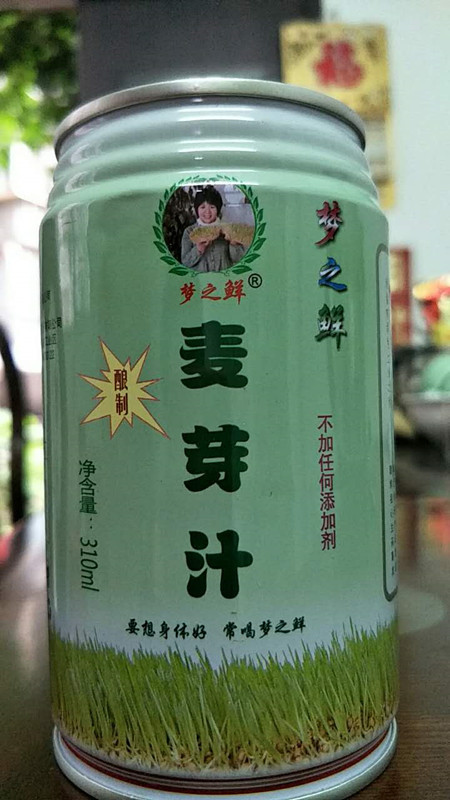 福
梦之鲜®
麦芽汁
梦之鲜
酿制
不加任何添加剂
净含量：310ml
要想身体好 常喝梦之鲜